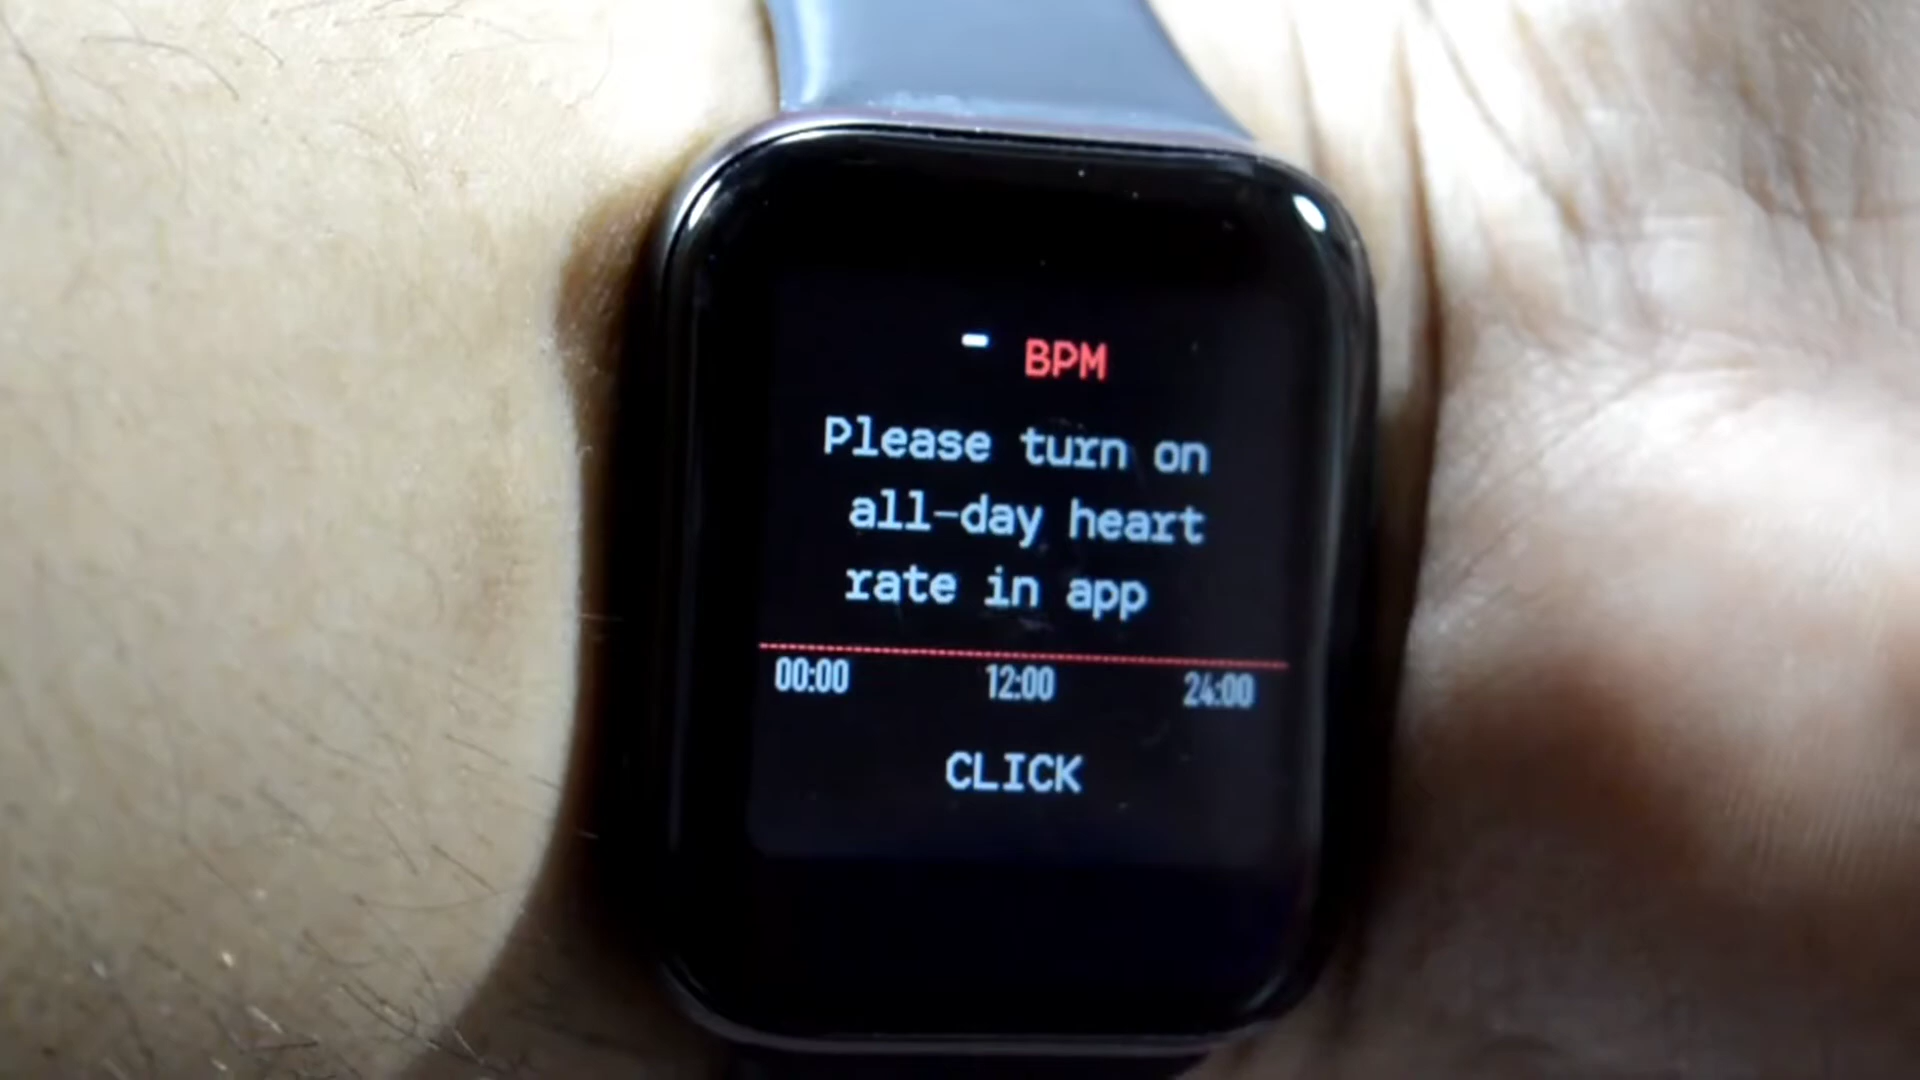 - BPM
Please turn on
all-day heart
rate in app
00:00 12:00 24:00
CLICK